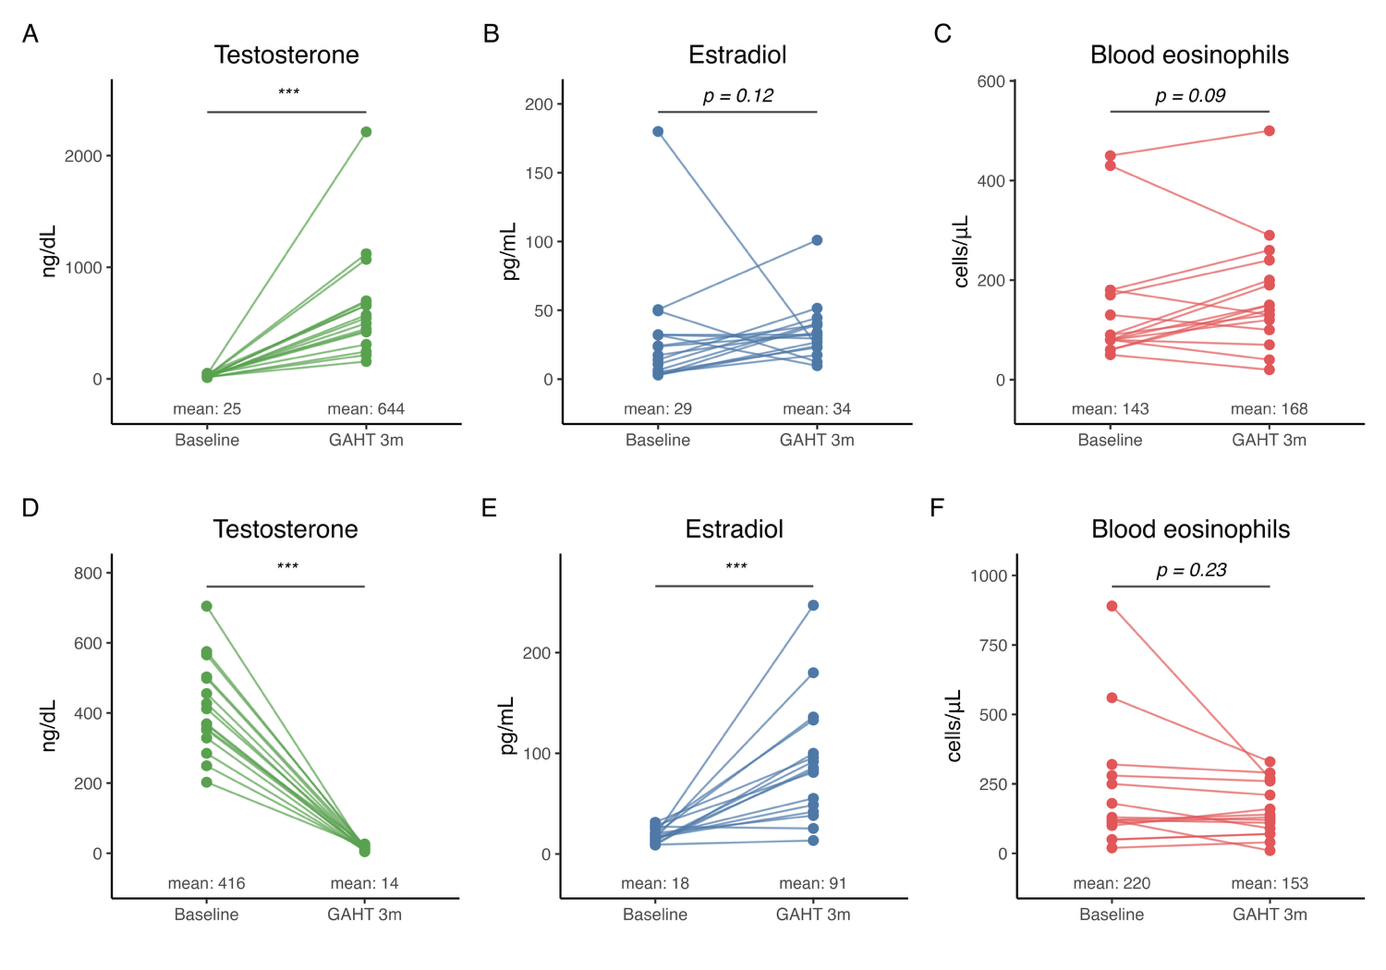 A
Testosterone
***
ng/dL
2000
1000
0
mean: 25
mean: 644
Baseline
GAHT 3m
B
Estradiol
p = 0.12
pg/mL
200
150
100
50
0
mean: 29
mean: 34
Baseline
GAHT 3m
C
Blood eosinophils
p = 0.09
cells/µL
600
400
200
0
mean: 143
mean: 168
Baseline
GAHT 3m
D
Testosterone
***
ng/dL
800
600
400
200
0
mean: 416
mean: 14
Baseline
GAHT 3m
E
Estradiol
***
pg/mL
200
100
0
mean: 18
mean: 91
Baseline
GAHT 3m
F
Blood eosinophils
p = 0.23
cells/µL
1000
750
500
250
0
mean: 220
mean: 153
Baseline
GAHT 3m